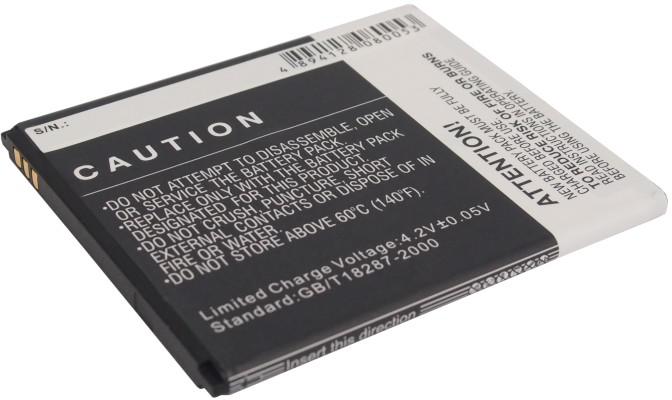 S/N.:
4 894128 080053
CAUTION
•DO NOT ATTEMPT TO DISASSEMBLE, OPEN
OR SERVICE THE BATTERY PACK.
•REPLACE ONLY WITH THE BATTERY PACK
DESIGNATED FOR THIS PRODUCT.
•DO NOT CRUSH, PUNCTURE, SHORT
EXTERNAL CONTACTS OR DISPOSE OF IN
FIRE OR WATER.
•DO NOT STORE ABOVE 60℃ (140°F).
Limited Charge Voltage:4.2V±0.05V
Standard:GB/T18287-2000
ATTENTION!
NEW BATTERY PACK MUST BE FULLY
CHARGED BEFORE USE
TO REDUCE RISK OF FIRE OR BURNS
READ INSTRUCTIONS IN OPERATING GUIDE
BEFORE USING THE BATTERY.
Insert this direction